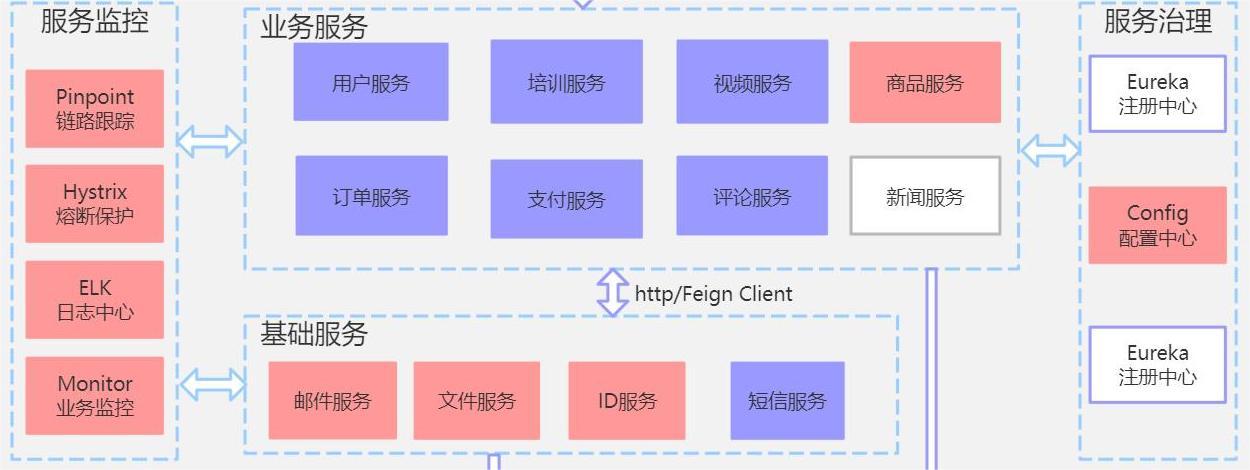 服务监控
Pinpoint
链路跟踪
Hystrix
熔断保护
ELK
日志中心
Monitor
业务监控
业务服务
用户服务
培训服务
视频服务
商品服务
订单服务
支付服务
评论服务
新闻服务
http/Feign Client
基础服务
邮件服务
文件服务
ID服务
短信服务
服务治理
Eureka
注册中心
Config
配置中心
Eureka
注册中心